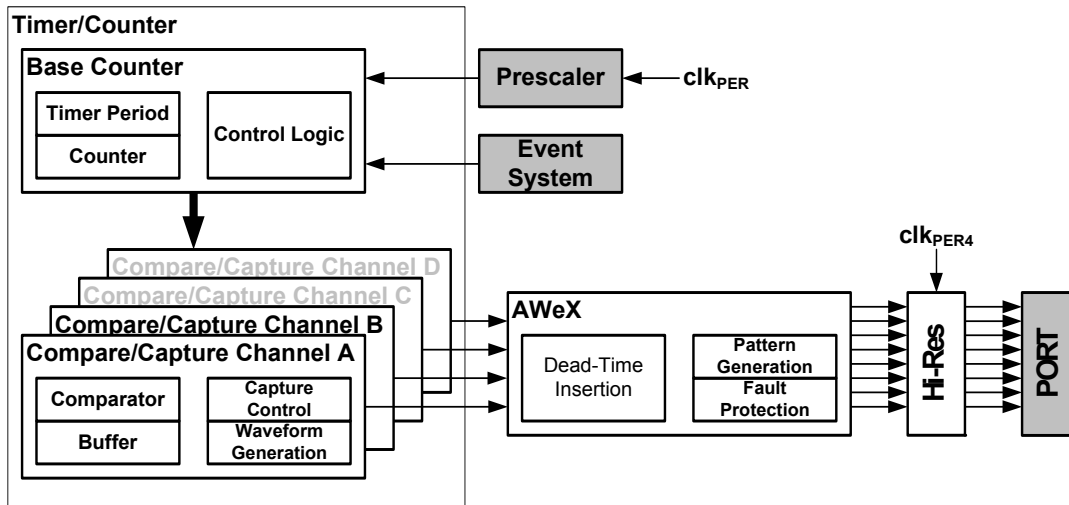 Timer/Counter
Base Counter
Timer Period
Counter
Control Logic
Prescaler
clkPER
Event
System
Compare/Capture Channel D
Compare/Capture Channel C
Compare/Capture Channel B
Compare/Capture Channel A
Comparator
Buffer
Capture
Control
Waveform
Generation
AWeX
Dead-Time
Insertion
Pattern
Generation
Fault
Protection
clkPER4
Hi-Res
PORT